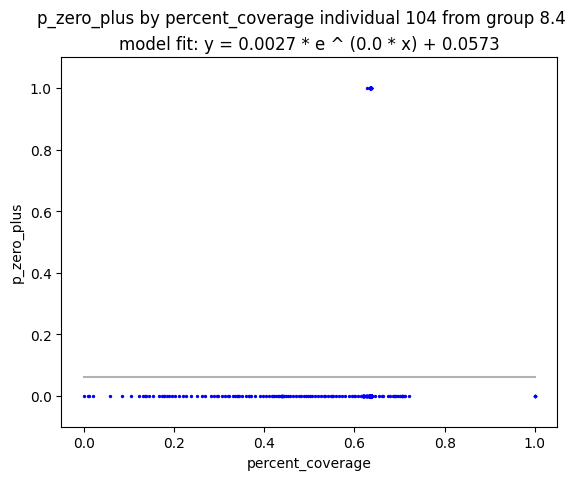 p_zero_plus by percent_coverage individual 104 from group 8.4
model fit: y = 0.0027 * e ^ (0.0 * x) + 0.0573
1.0
0.8
0.6
0.4
0.2
0.0
p_zero_plus
0.0 0.2 0.4 0.6 0.8 1.0
percent_coverage